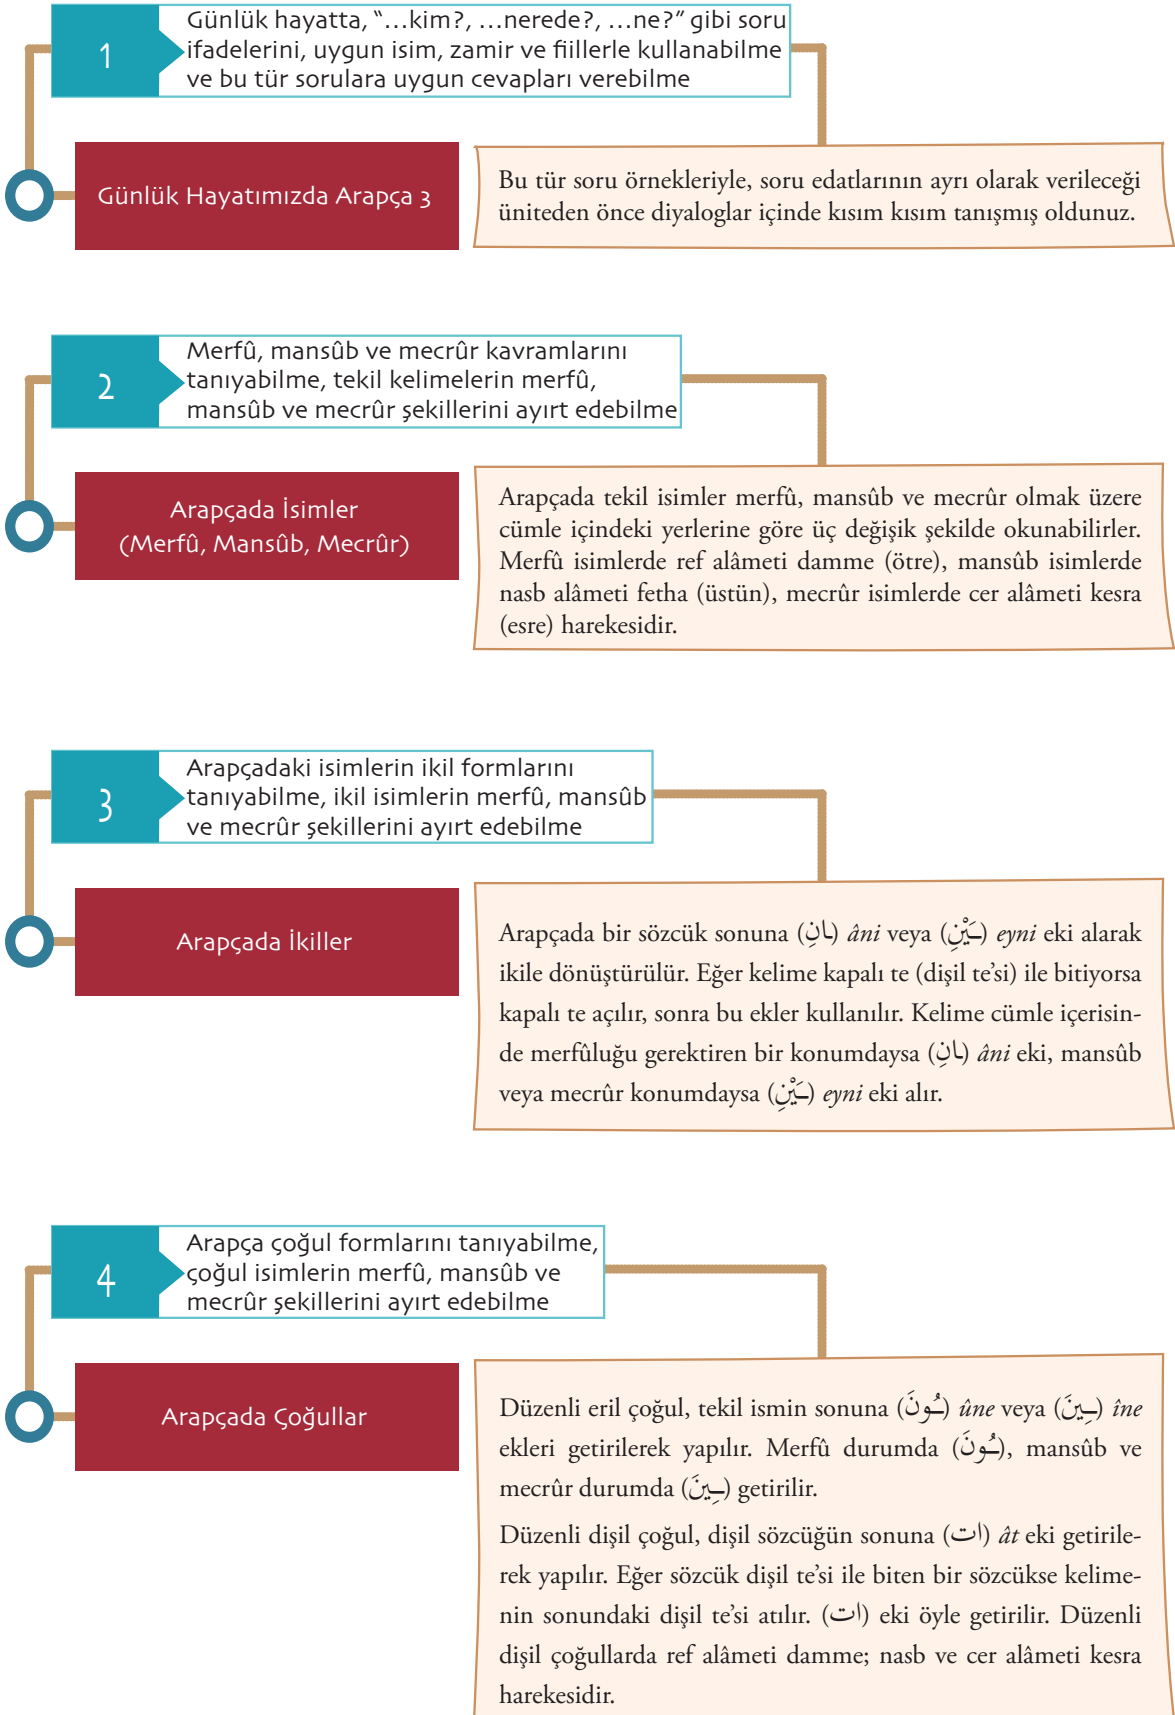 1
Günlük hayatta, “…kim?, …nerede?, …ne?” gibi soru
ifadelerini, uygun isim, zamir ve fiillerle kullanabilme
ve bu tür sorulara uygun cevapları verebilme
Günlük Hayatımızda Arapça 3
Bu tür soru örnekleriyle, soru edatlarının ayrı olarak verileceği
üniteden önce diyaloglar içinde kısım kısım tanışmış oldunuz.
2
Merfû, mansûb ve mecrûr kavramlarını
tanıyabilme, tekil kelimelerin merfû,
mansûb ve mecrûr şekillerini ayırt edebilme
Arapçada İsimler
(Merfû, Mansûb, Mecrûr)
Arapçada tekil isimler merfû, mansûb ve mecrûr olmak üzere
cümle içindeki yerlerine göre üç değişik şekilde okunabilirler.
Merfû isimlerde ref alâmeti damme (ötre), mansûb isimlerde
nasb alâmeti fetha (üstün), mecrûr isimlerde cer alâmeti kesra
(esre) harekesidir.
3
Arapçadaki isimlerin ikil formlarını
tanıyabilme, ikil isimlerin merfû, mansûb
ve mecrûr şekillerini ayırt edebilme
Arapçada İkiller
Arapçada bir sözcük sonuna (ـانِ) âni veya (ـَيْنِ) eyni eki alarak
ikile dönüştürülür. Eğer kelime kapalı te (dişil te’si) ile bitiyorsa
kapalı te açılır, sonra bu ekler kullanılır. Kelime cümle içerisin-
de merfûluğu gerektiren bir konumdaysa (ـانِ) âni eki, mansûb
veya mecrûr konumdaysa (ـَيْنِ) eyni eki alır.
4
Arapça çoğul formlarını tanıyabilme,
çoğul isimlerin merfû, mansûb ve
mecrûr şekillerini ayırt edebilme
Arapçada Çoğullar
Düzenli eril çoğul, tekil ismin sonuna (ـُونَ) ûne veya (ـِينَ) îne
ekleri getirilerek yapılır. Merfû durumda (ـُونَ), mansûb ve
mecrûr durumda (ـِينَ) getirilir.
Düzenli dişil çoğul, dişil sözcüğün sonuna (ات) ât eki getirile-
rek yapılır. Eğer sözcük dişil te’si ile biten bir sözcükse kelime-
nin sonundaki dişil te’si atılır. (ات) eki öyle getirilir. Düzenli
dişil çoğullarda ref alâmeti damme; nasb ve cer alâmeti kesra
harekesidir.